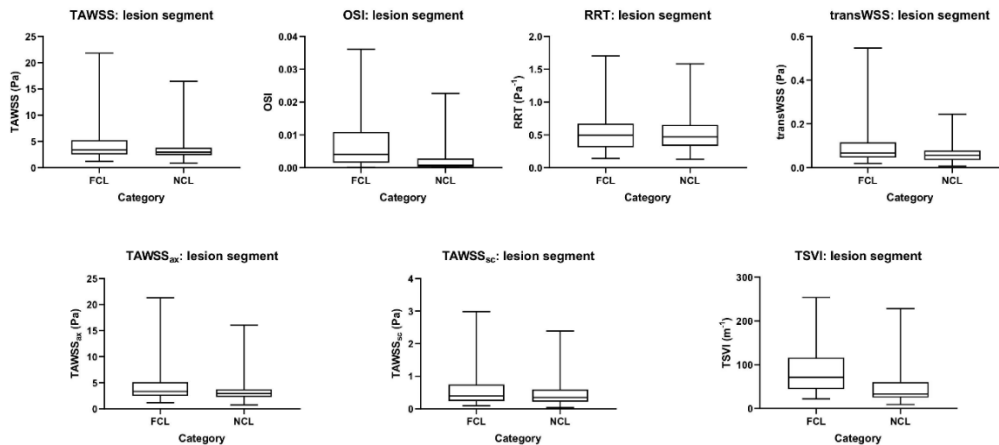 TAWSS: lesion segment
TAWSS (Pa)
25
20
15
10
5
0
FCL NCL
Category
OSI: lesion segment
OSI
0.04
0.03
0.02
0.01
0.00
FCL NCL
Category
RRT: lesion segment
RRT (Pa⁻¹)
2.0
1.5
1.0
0.5
0.0
FCL NCL
Category
transWSS: lesion segment
transWSS (Pa)
0.6
0.4
0.2
0.0
FCL NCL
Category
TAWSSₐₓ: lesion segment
TAWSSₐₓ (Pa)
25
20
15
10
5
0
FCL NCL
Category
TAWSSsc: lesion segment
TAWSSsc (Pa)
4
3
2
1
0
FCL NCL
Category
TSVI: lesion segment
TSVI (m⁻¹)
300
200
100
0
FCL NCL
Category